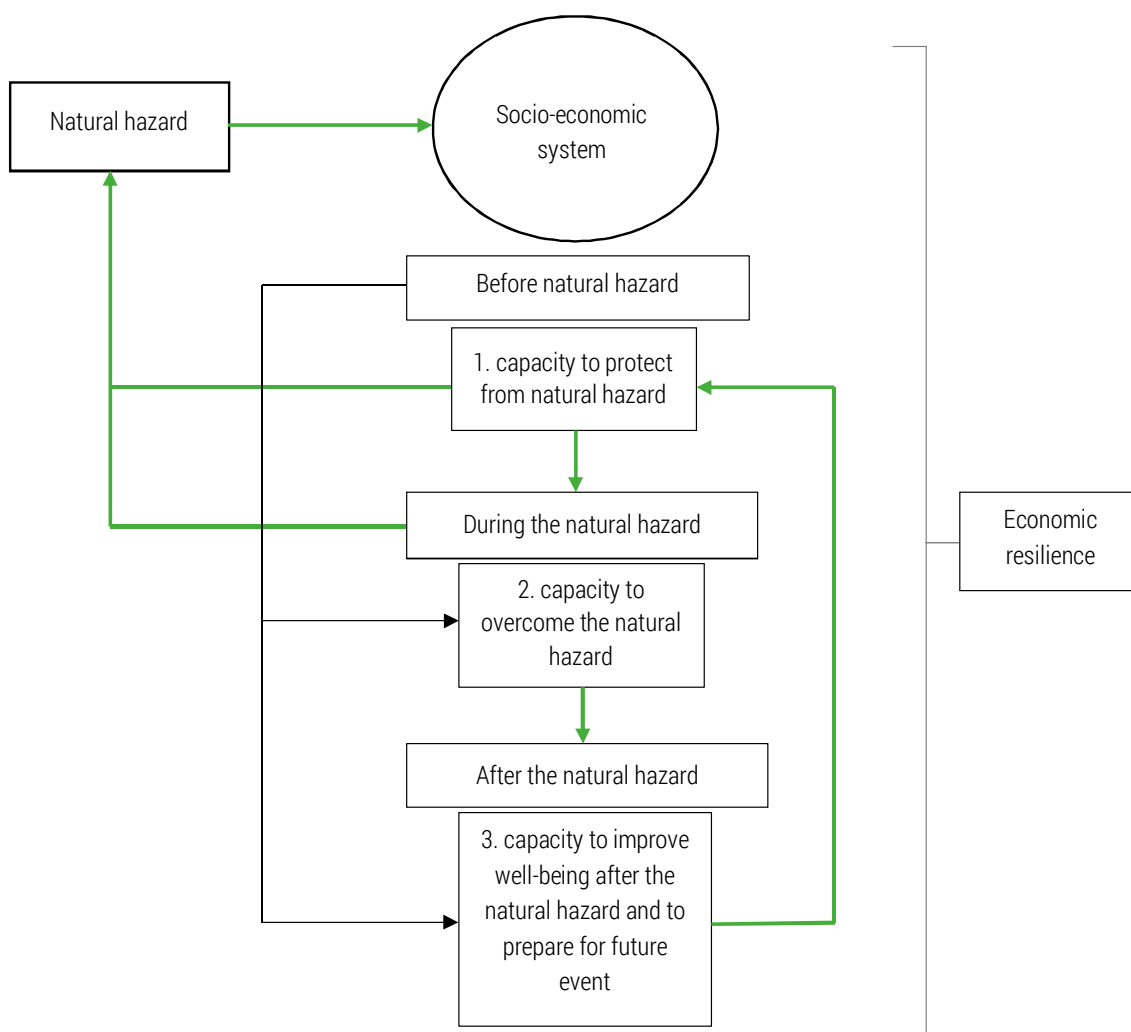 Natural hazard
Socio-economic
system
Before natural hazard
1. capacity to protect
from natural hazard
During the natural hazard
Economic
resilience
2. capacity to
overcome the natural
hazard
After the natural hazard
3. capacity to improve
well-being after the
natural hazard and to
prepare for future
event